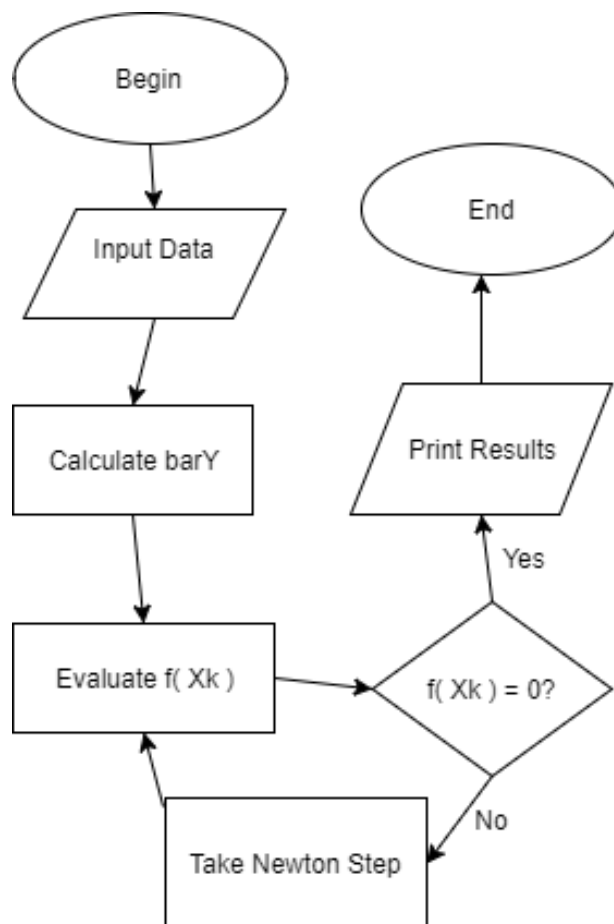 Begin
Input Data
Calculate barY
Evaluate f( Xk )
f( Xk ) = 0?
Yes
Print Results
End
No
Take Newton Step